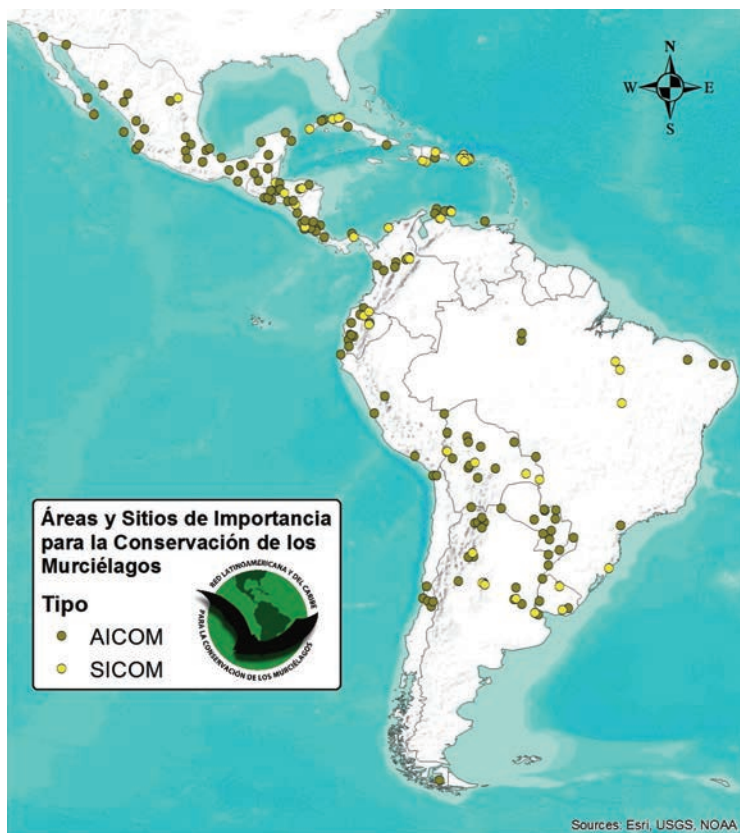 N
W E
S
Áreas y Sitios de Importancia
para la Conservación de los
Murciélagos
Tipo
AICOM
SICOM
RED LATINOAMERICANA Y DEL CARIBE
PARA LA CONSERVACIÓN DE LOS MURCIÉLAGOS
Sources: Esri, USGS, NOAA